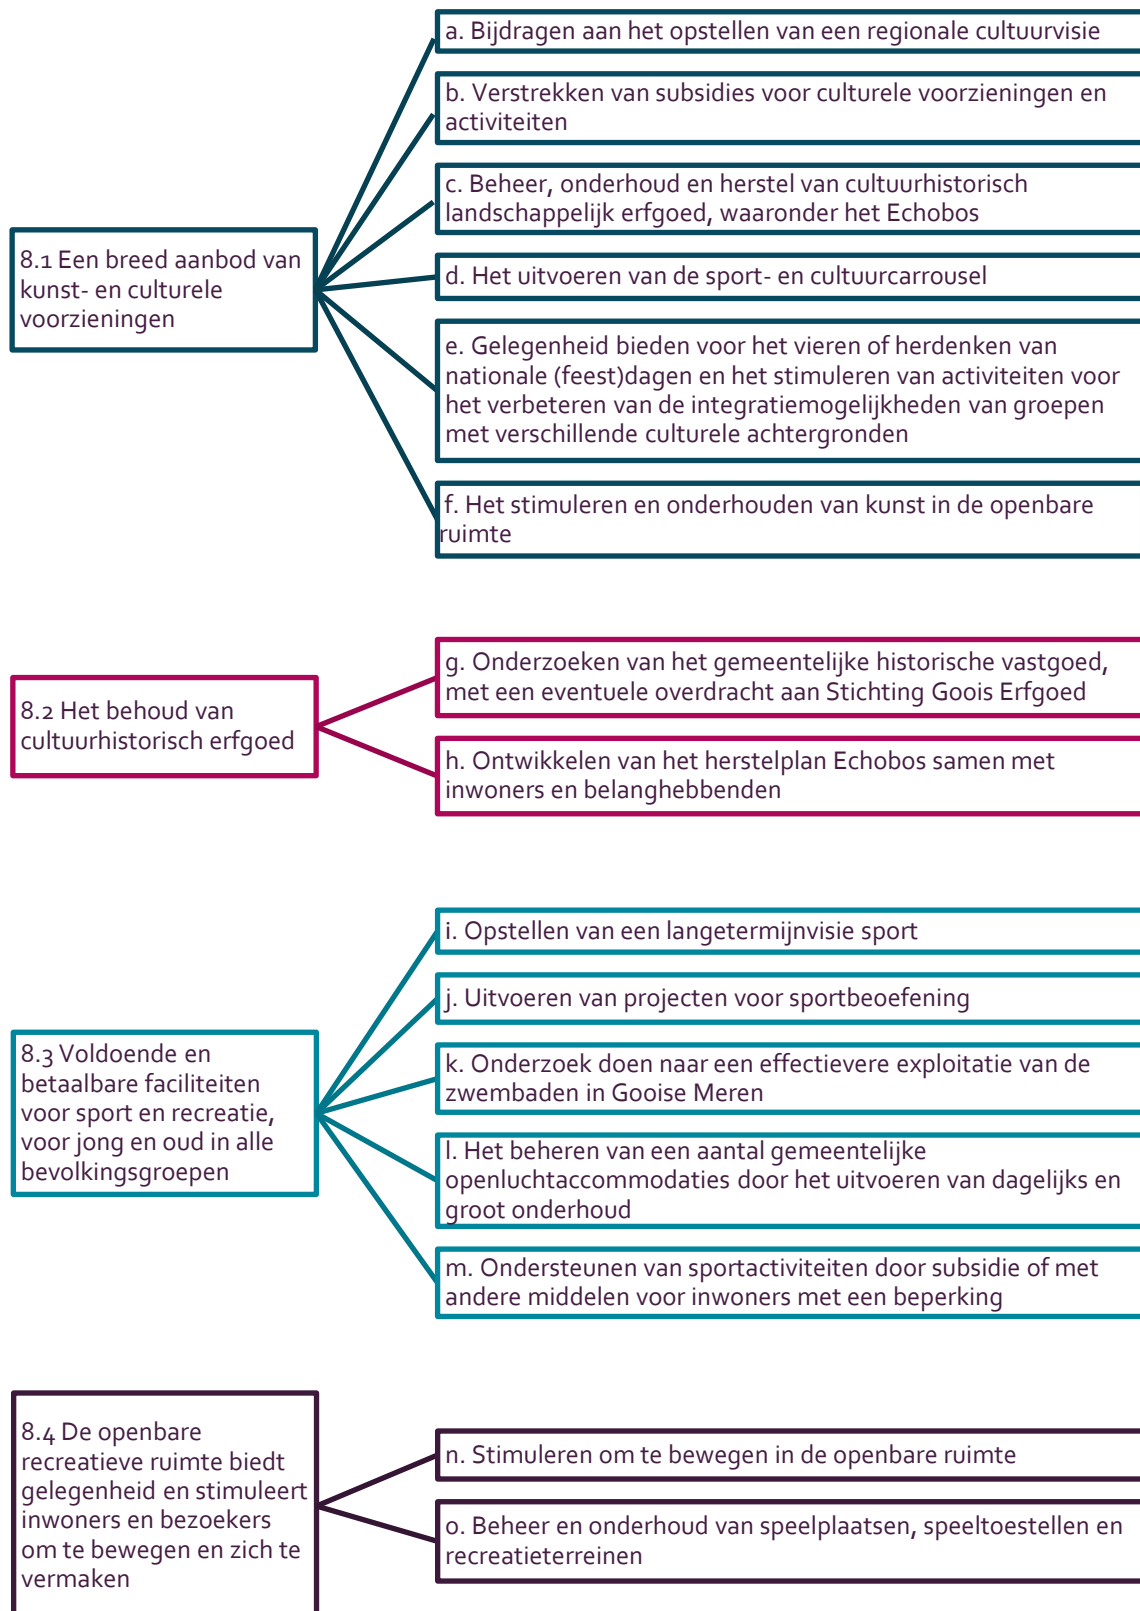 8.1 Een breed aanbod van
kunst- en culturele
voorzieningen
a. Bijdragen aan het opstellen van een regionale cultuurvisie
b. Verstrekken van subsidies voor culturele voorzieningen en
activiteiten
c. Beheer, onderhoud en herstel van cultuurhistorisch
landschappelijk erfgoed, waaronder het Echobos
d. Het uitvoeren van de sport- en cultuurcarrousel
e. Gelegenheid bieden voor het vieren of herdenken van
nationale (feest)dagen en het stimuleren van activiteiten voor
het verbeteren van de integratiemogelijkheden van groepen
met verschillende culturele achtergronden
f. Het stimuleren en onderhouden van kunst in de openbare
ruimte
8.2 Het behoud van
cultuurhistorisch erfgoed
g. Onderzoeken van het gemeentelijke historische vastgoed,
met een eventuele overdracht aan Stichting Goois Erfgoed
h. Ontwikkelen van het herstelplan Echobos samen met
inwoners en belanghebbenden
8.3 Voldoende en
betaalbare faciliteiten
voor sport en recreatie,
voor jong en oud in alle
bevolkingsgroepen
i. Opstellen van een langetermijnvisie sport
j. Uitvoeren van projecten voor sportbeoefening
k. Onderzoek doen naar een effectievere exploitatie van de
zwembaden in Gooise Meren
l. Het beheren van een aantal gemeentelijke
openluchtaccommodaties door het uitvoeren van dagelijks en
groot onderhoud
m. Ondersteunen van sportactiviteiten door subsidie of met
andere middelen voor inwoners met een beperking
8.4 De openbare
recreatieve ruimte biedt
gelegenheid en stimuleert
inwoners en bezoekers
om te bewegen en zich te
vermaken
n. Stimuleren om te bewegen in de openbare ruimte
o. Beheer en onderhoud van speelplaatsen, speeltoestellen en
recreatieterreinen